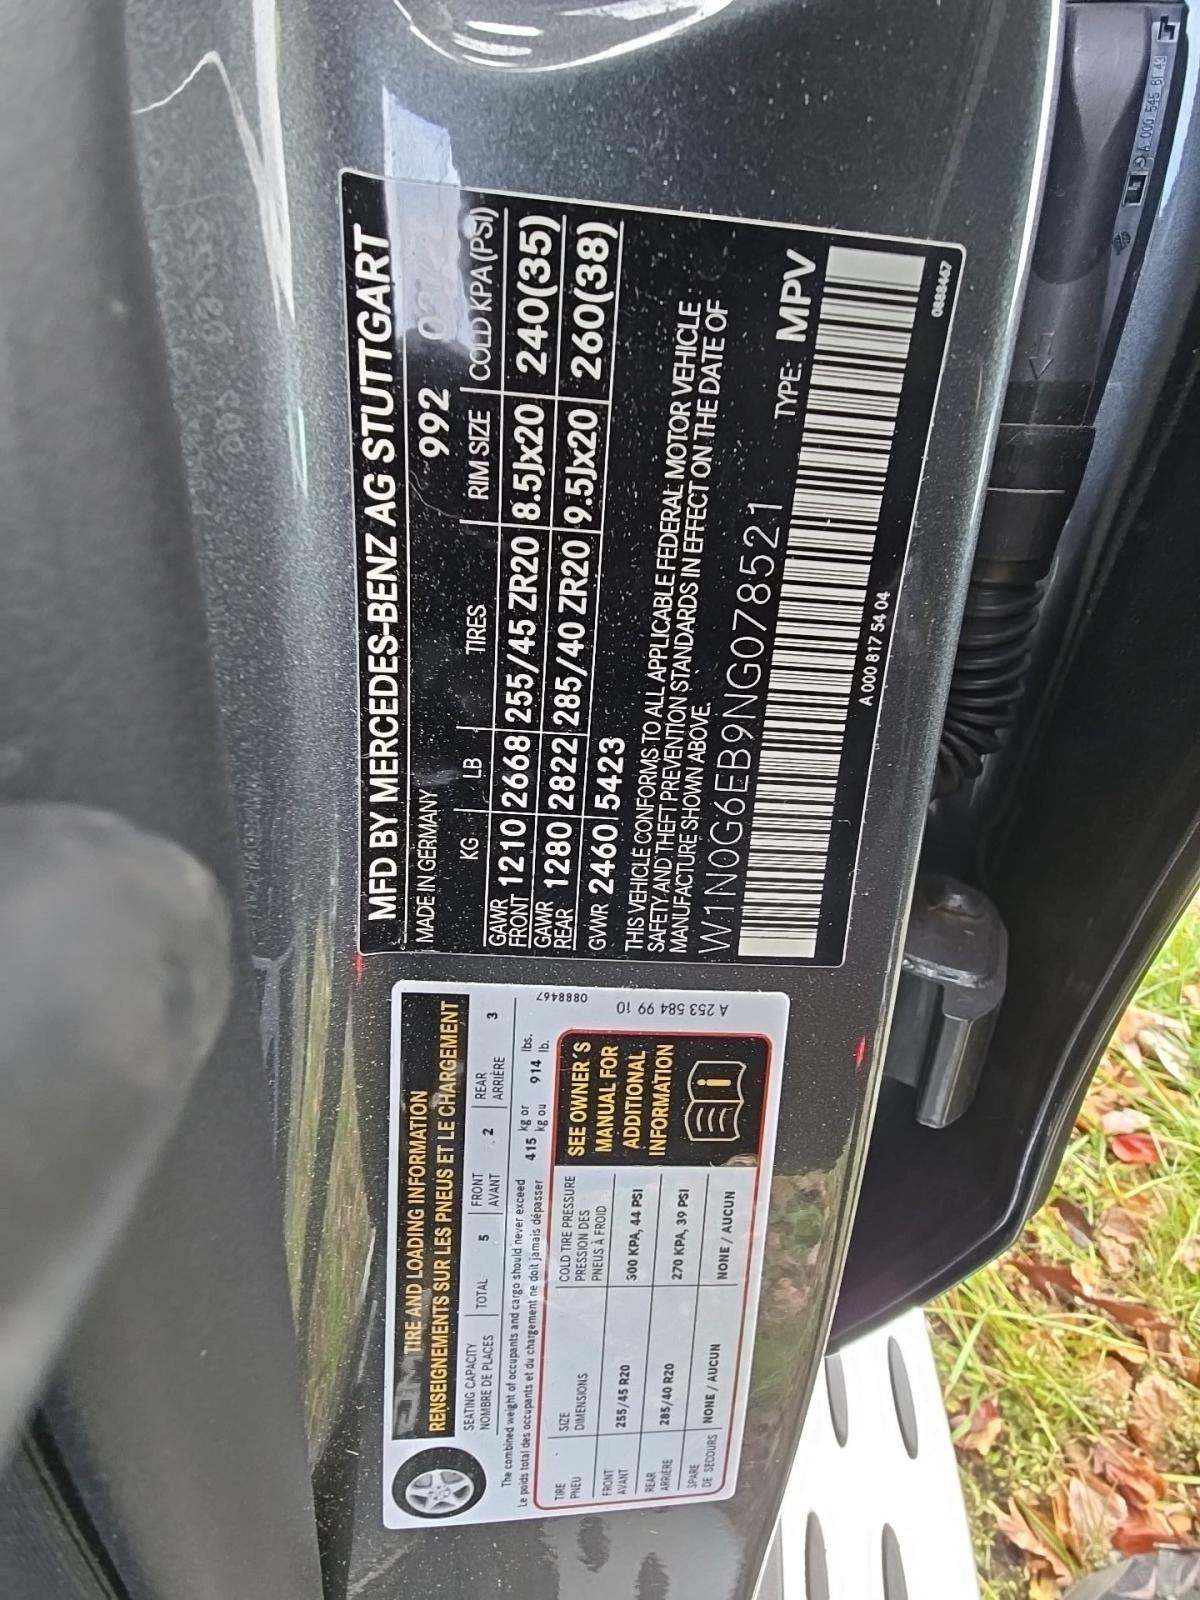 MFD BY MERCEDES-BENZ AG STUTTGART
MADE IN GERMANY 992
KG LB TIRES RIM SIZE COLD KPA(PSI)
GAWR FRONT 1210 2668 255/45 ZR20 8.5Jx20 240(35)
GAWR REAR 1280 2822 285/40 ZR20 9.5Jx20 260(38)
GVWR 2460 5423
THIS VEHICLE CONFORMS TO ALL APPLICABLE FEDERAL MOTOR VEHICLE
SAFETY AND THEFT PREVENTION STANDARDS IN EFFECT ON THE DATE OF
MANUFACTURE SHOWN ABOVE.
W1N0G6EB9NG078521 TYPE: MPV
A 000 817 54 04
0888467
TIRE AND LOADING INFORMATION
RENSEIGNEMENTS SUR LES PNEUS ET LE CHARGEMENT
SEATING CAPACITY
NOMBRE DE PLACES
TOTAL 5
FRONT
AVANT
2
REAR
ARRIÈRE
3
The combined weight of occupants and cargo should never exceed 415 kg or 914 lbs.
Le poids total des occupants et du chargement ne doit jamais dépasser kg ou lb.
TIRE
PNEU
SIZE
DIMENSIONS
COLD TIRE PRESSURE
PRESSION DES
PNEUS À FROID
FRONT
AVANT
255/45 R20
300 KPA, 44 PSI
REAR
ARRIÈRE
285/40 R20
270 KPA, 39 PSI
SPARE
DE SECOURS
NONE / AUCUN
NONE / AUCUN
SEE OWNER'S
MANUAL FOR
ADDITIONAL
INFORMATION
i
0888467
A 253 584 99 10
A 000 545 61 43